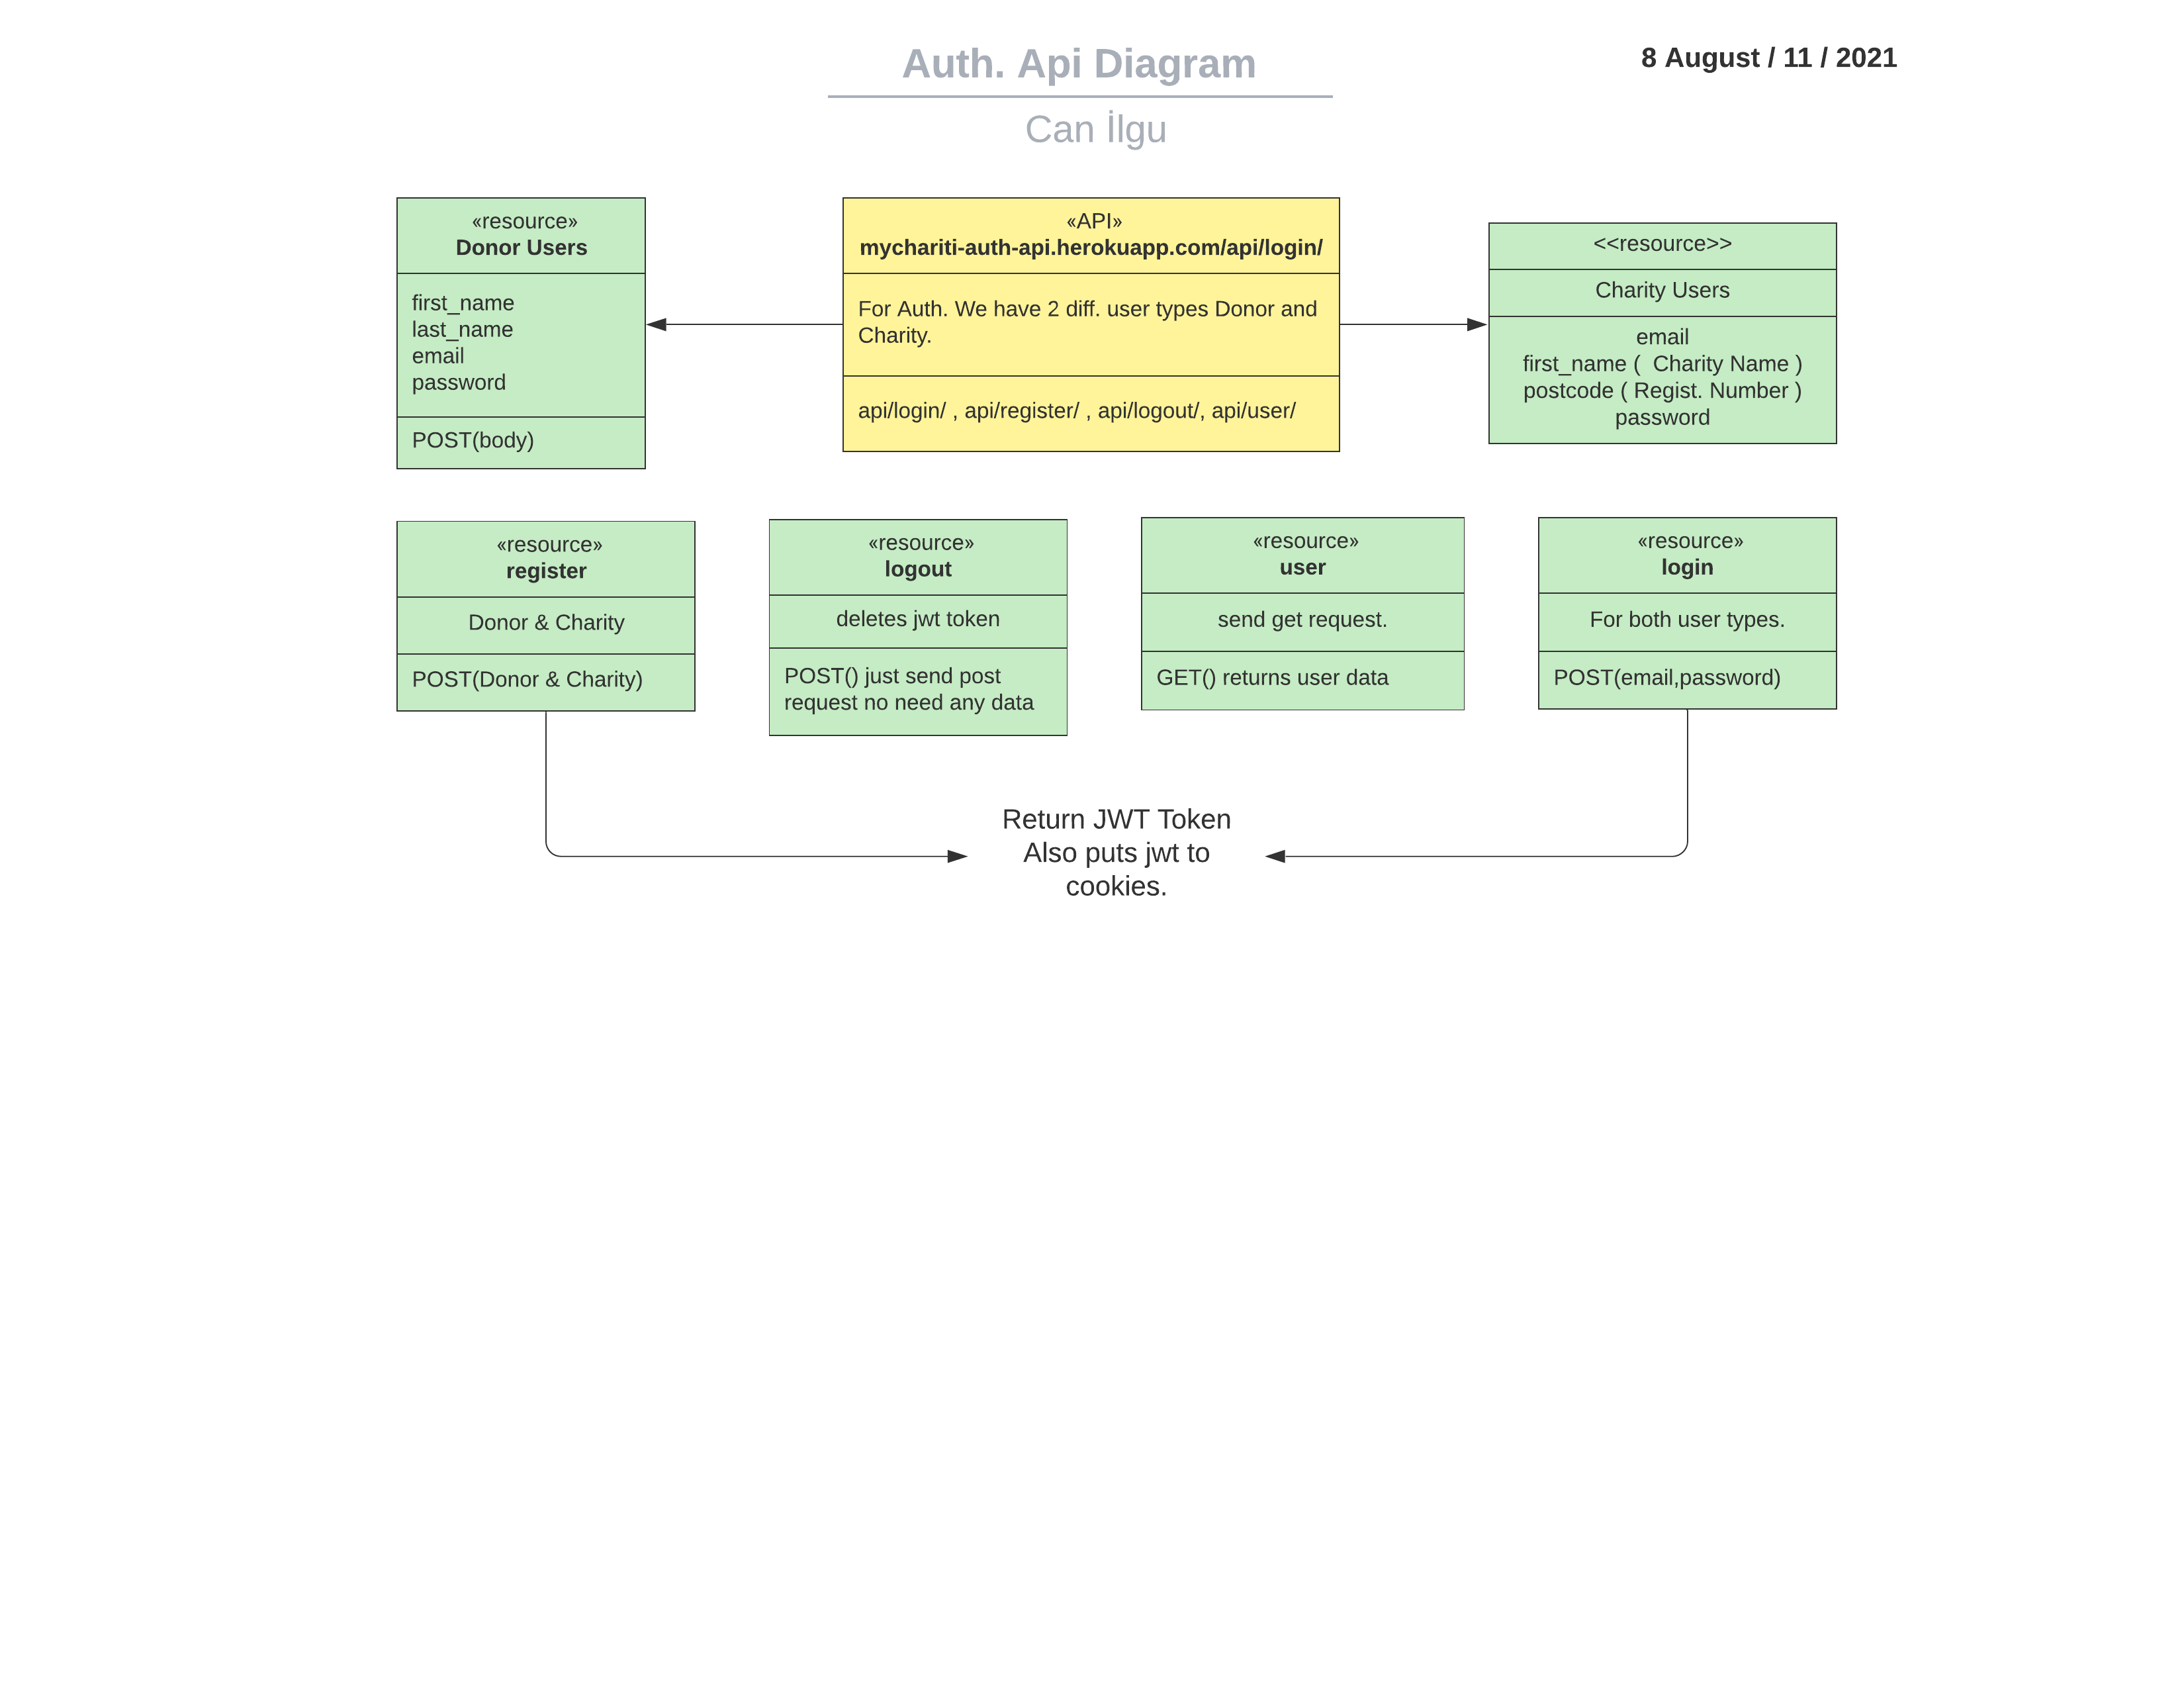 Auth. Api Diagram
8 August / 11 / 2021
Can İlgu
«resource»
Donor Users
first_name
last_name
email
password
POST(body)
«API»
mychariti-auth-api.herokuapp.com/api/login/
For Auth. We have 2 diff. user types Donor and
Charity.
api/login/ , api/register/ , api/logout/, api/user/
<<resource>>
Charity Users
email
first_name (  Charity Name )
postcode ( Regist. Number )
password
«resource»
register
Donor & Charity
POST(Donor & Charity)
«resource»
logout
deletes jwt token
POST() just send post
request no need any data
«resource»
user
send get request.
GET() returns user data
«resource»
login
For both user types.
POST(email,password)
Return JWT Token
Also puts jwt to
cookies.